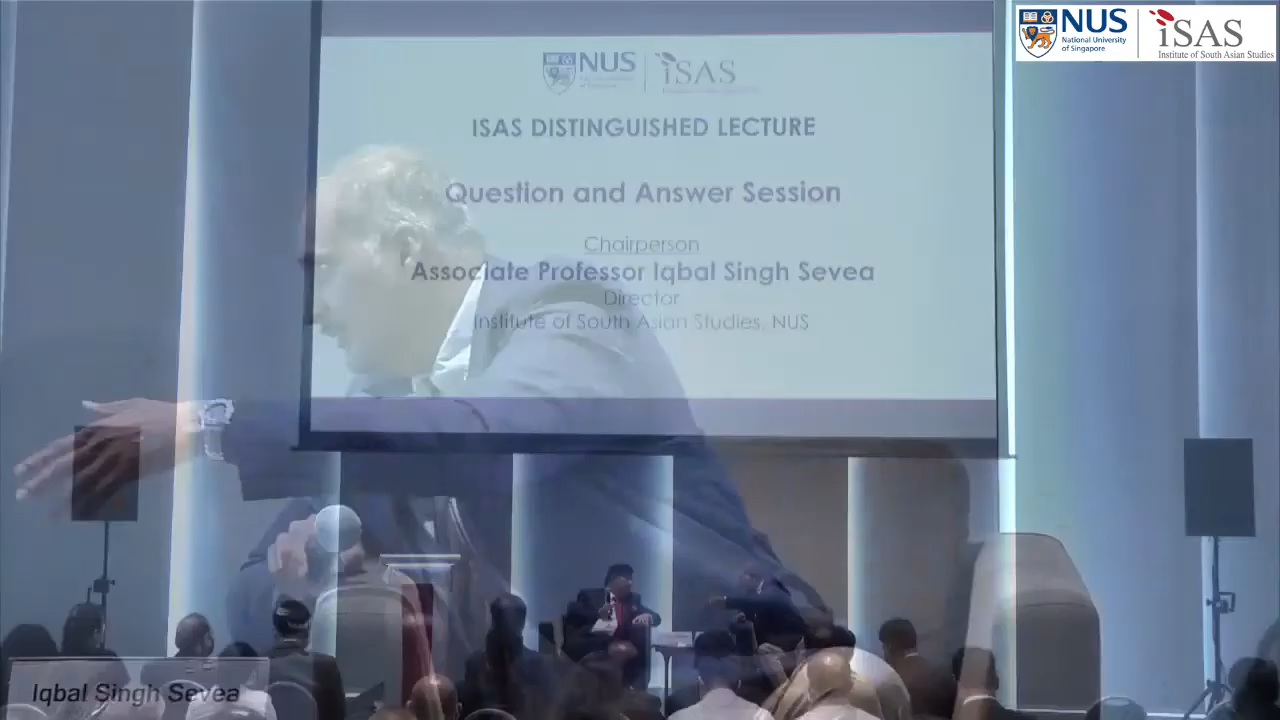 NUS
National University
of Singapore
iSAS
Institute of South Asian Studies
NUS
iSAS
ISAS DISTINGUISHED LECTURE
Question and Answer Session
Chairperson
Associate Professor Iqbal Singh Sevea
Director
Institute of South Asian Studies, NUS
Iqbal Singh Sevea